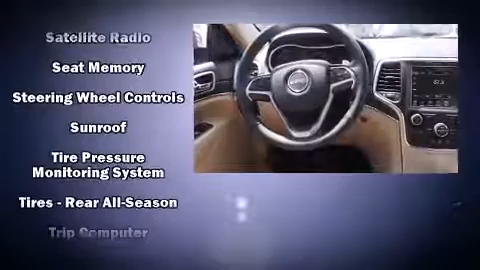 Satellite Radio
Seat Memory
Steering Wheel Controls
Sunroof
Tire Pressure
Monitoring System
Tires - Rear All-Season
Trip Computer